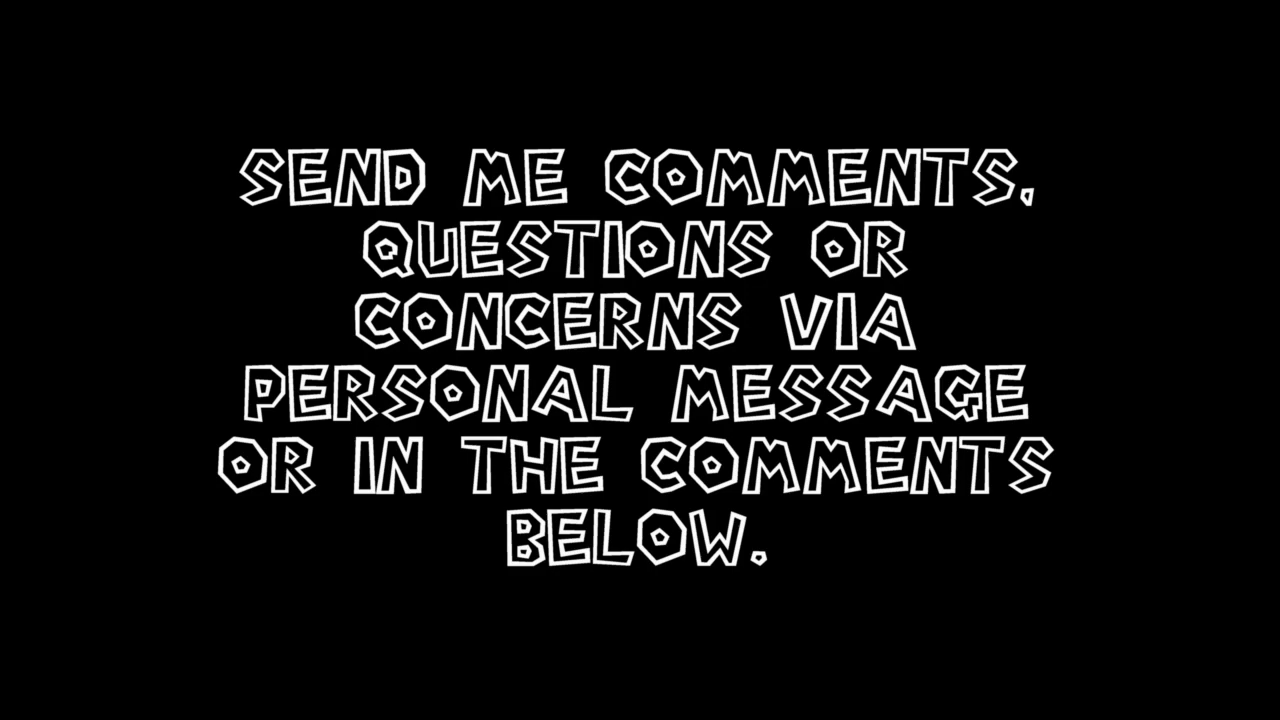 SEND ME COMMENTS,
QUESTIONS OR
CONCERNS VIA
PERSONAL MESSAGE
OR IN THE COMMENTS
BELOW.